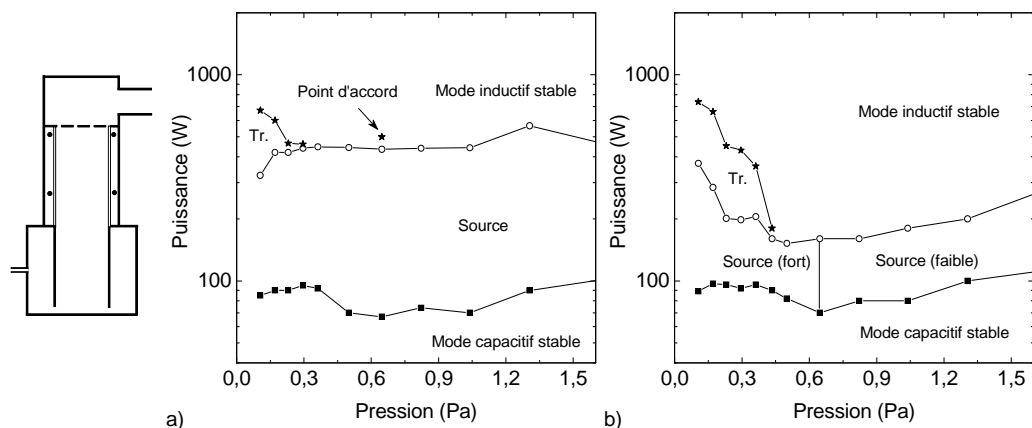 a)
Puissance (W)
1000
100
Point d'accord
Mode inductif stable
Tr.
Source
Mode capacitif stable
0,0 0,3 0,6 0,9 1,2 1,5
Pression (Pa)
b)
Puissance (W)
1000
100
Mode inductif stable
Tr.
Source (fort)
Source (faible)
Mode capacitif stable
0,0 0,3 0,6 0,9 1,2 1,5
Pression (Pa)